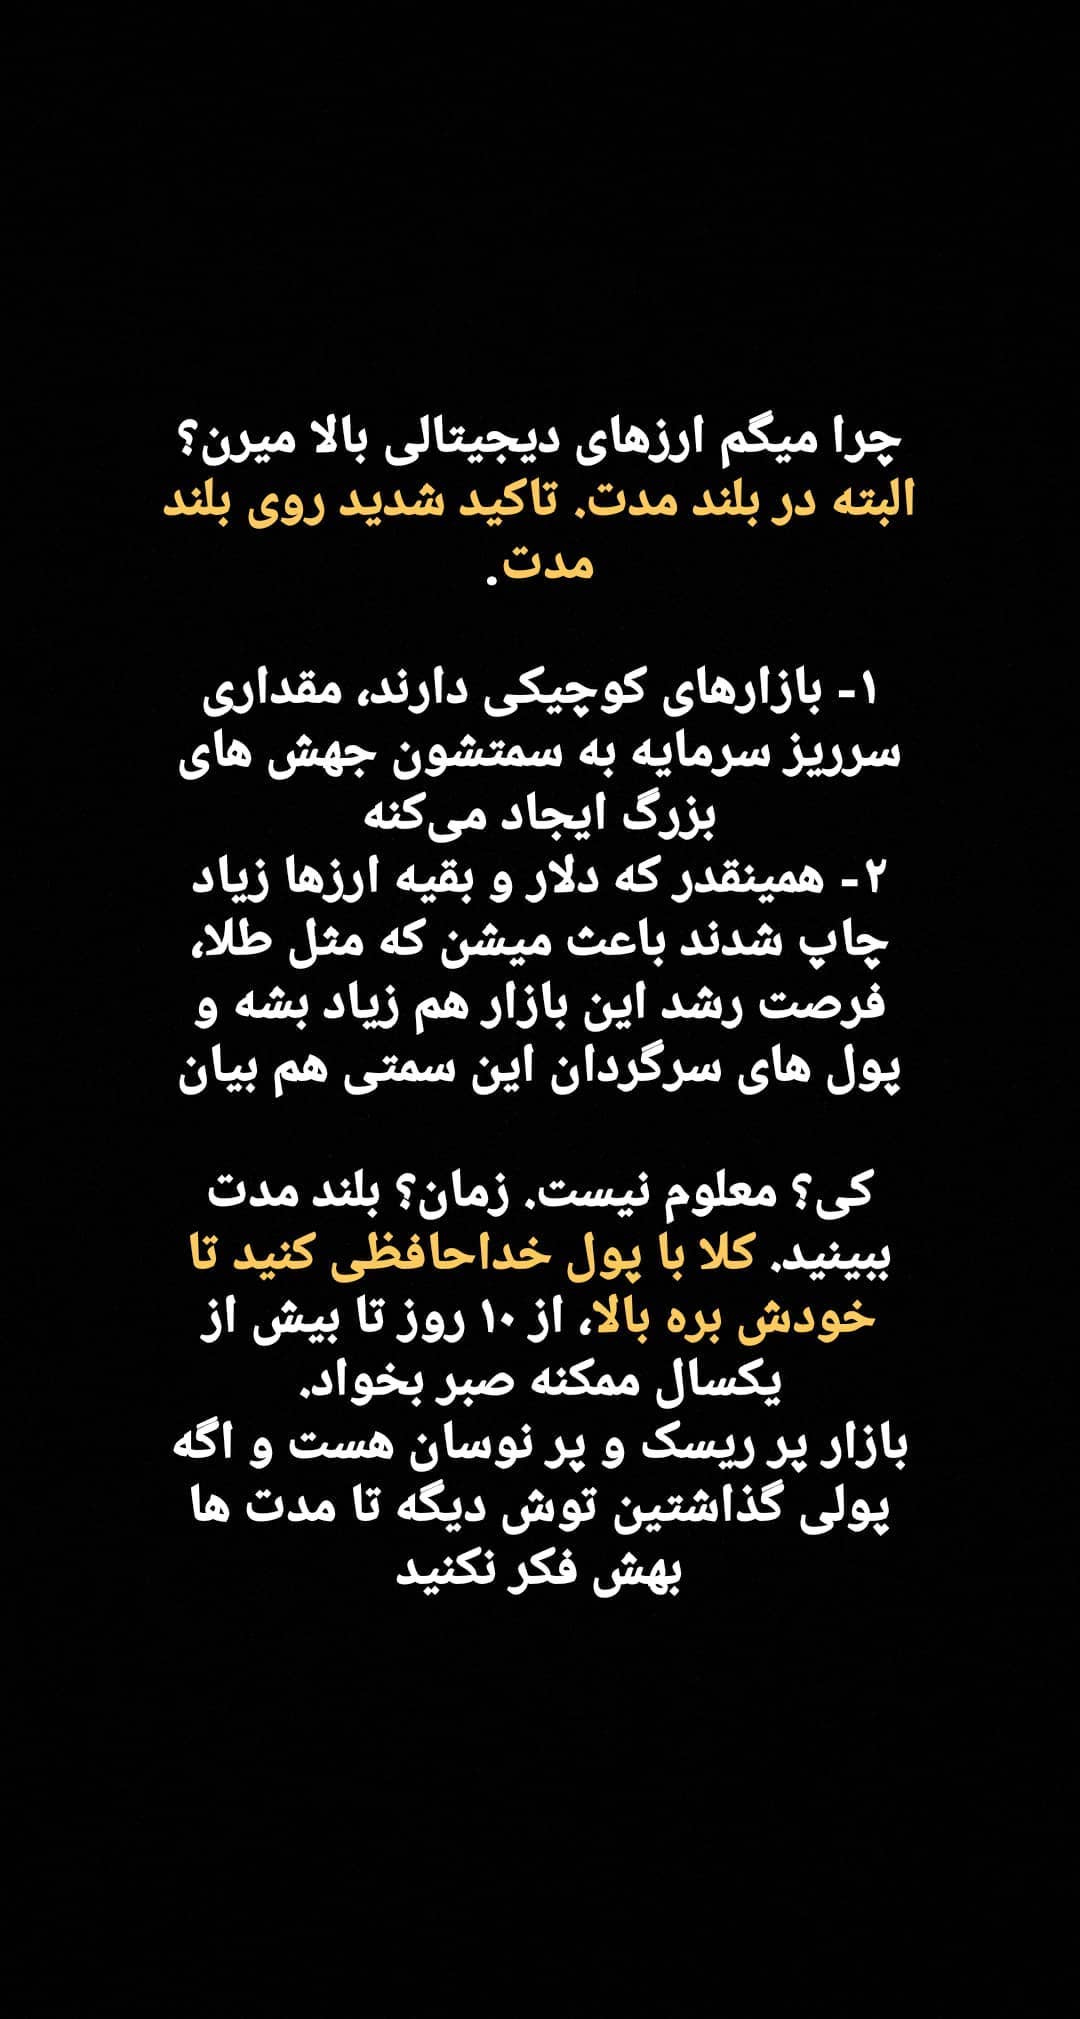 چرا میگم ارزهای دیجیتالی بالا میرن؟
البته در بلند مدت. تاکید شدید روی بلند
مدت.
۱- بازارهای کوچیکی دارند، مقداری
سرریز سرمایه به سمتشون جهش های
بزرگ ایجاد می‌کنه
۲- همینقدر که دلار و بقیه ارزها زیاد
چاپ شدند باعث میشن که مثل طلا،
فرصت رشد این بازار هم زیاد بشه و
پول های سرگردان این سمتی هم بیان
کی؟ معلوم نیست. زمان؟ بلند مدت
ببینید. کلا با پول خداحافظی کنید تا
خودش بره بالا، از ۱۰ روز تا بیش از
یکسال ممکنه صبر بخواد.
بازار پر ریسک و پر نوسان هست و اگه
پولی گذاشتین توش دیگه تا مدت ها
بهش فکر نکنید